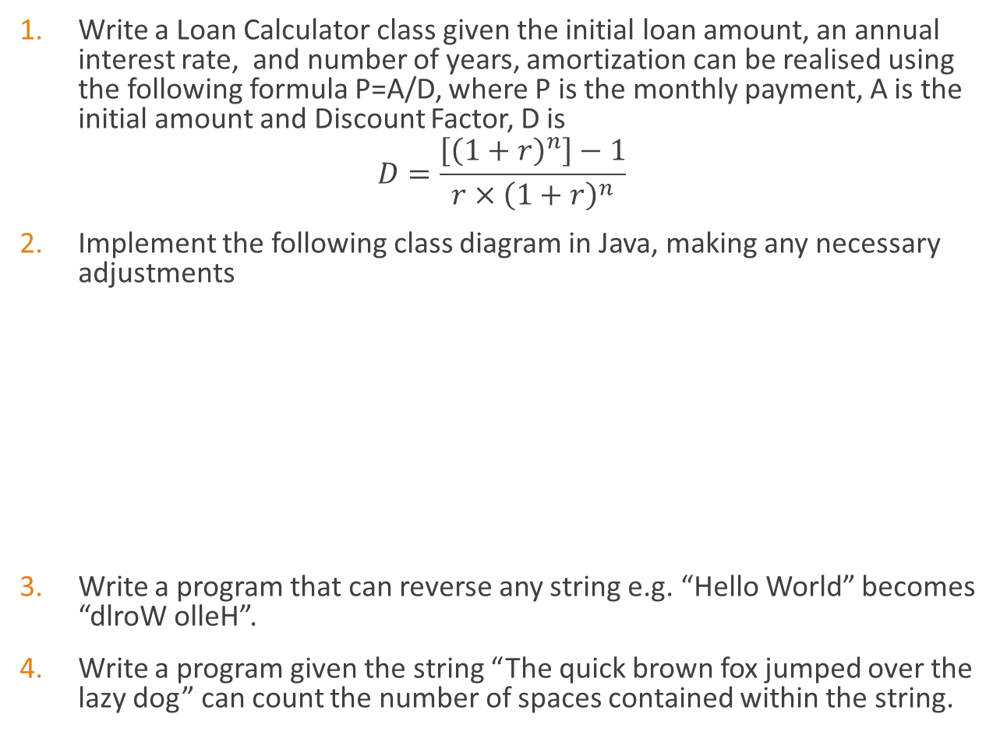 1. Write a Loan Calculator class given the initial loan amount, an annual
interest rate,  and number of years, amortization can be realised using
the following formula P=A/D, where P is the monthly payment, A is the
initial amount and Discount Factor, D is
D = [(1 + r)^n] − 1 / r × (1 + r)^n
2. Implement the following class diagram in Java, making any necessary
adjustments
3. Write a program that can reverse any string e.g. “Hello World” becomes
“dlroW olleH”.
4. Write a program given the string “The quick brown fox jumped over the
lazy dog” can count the number of spaces contained within the string.